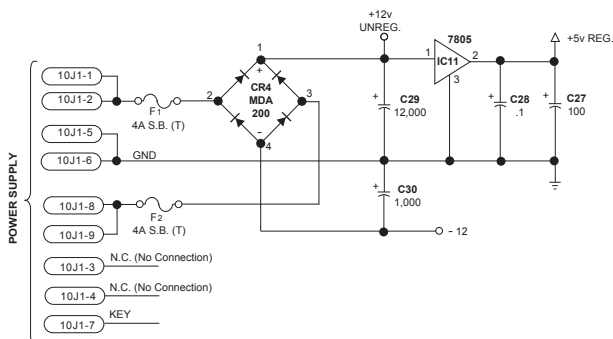 +12v
UNREG.
7805
+5v REG.
1
1
IC11
2
10J1-1
+
3
10J1-2
F1
2
CR4
MDA
200
3
+
C29
12,000
+
C28
.1
+
C27
100
4A S.B. (T)
10J1-5
-
4
10J1-6
GND
POWER SUPPLY
+
C30
1,000
10J1-8
F2
4A S.B. (T)
10J1-9
- 12
N.C. (No Connection)
10J1-3
N.C. (No Connection)
10J1-4
KEY
10J1-7